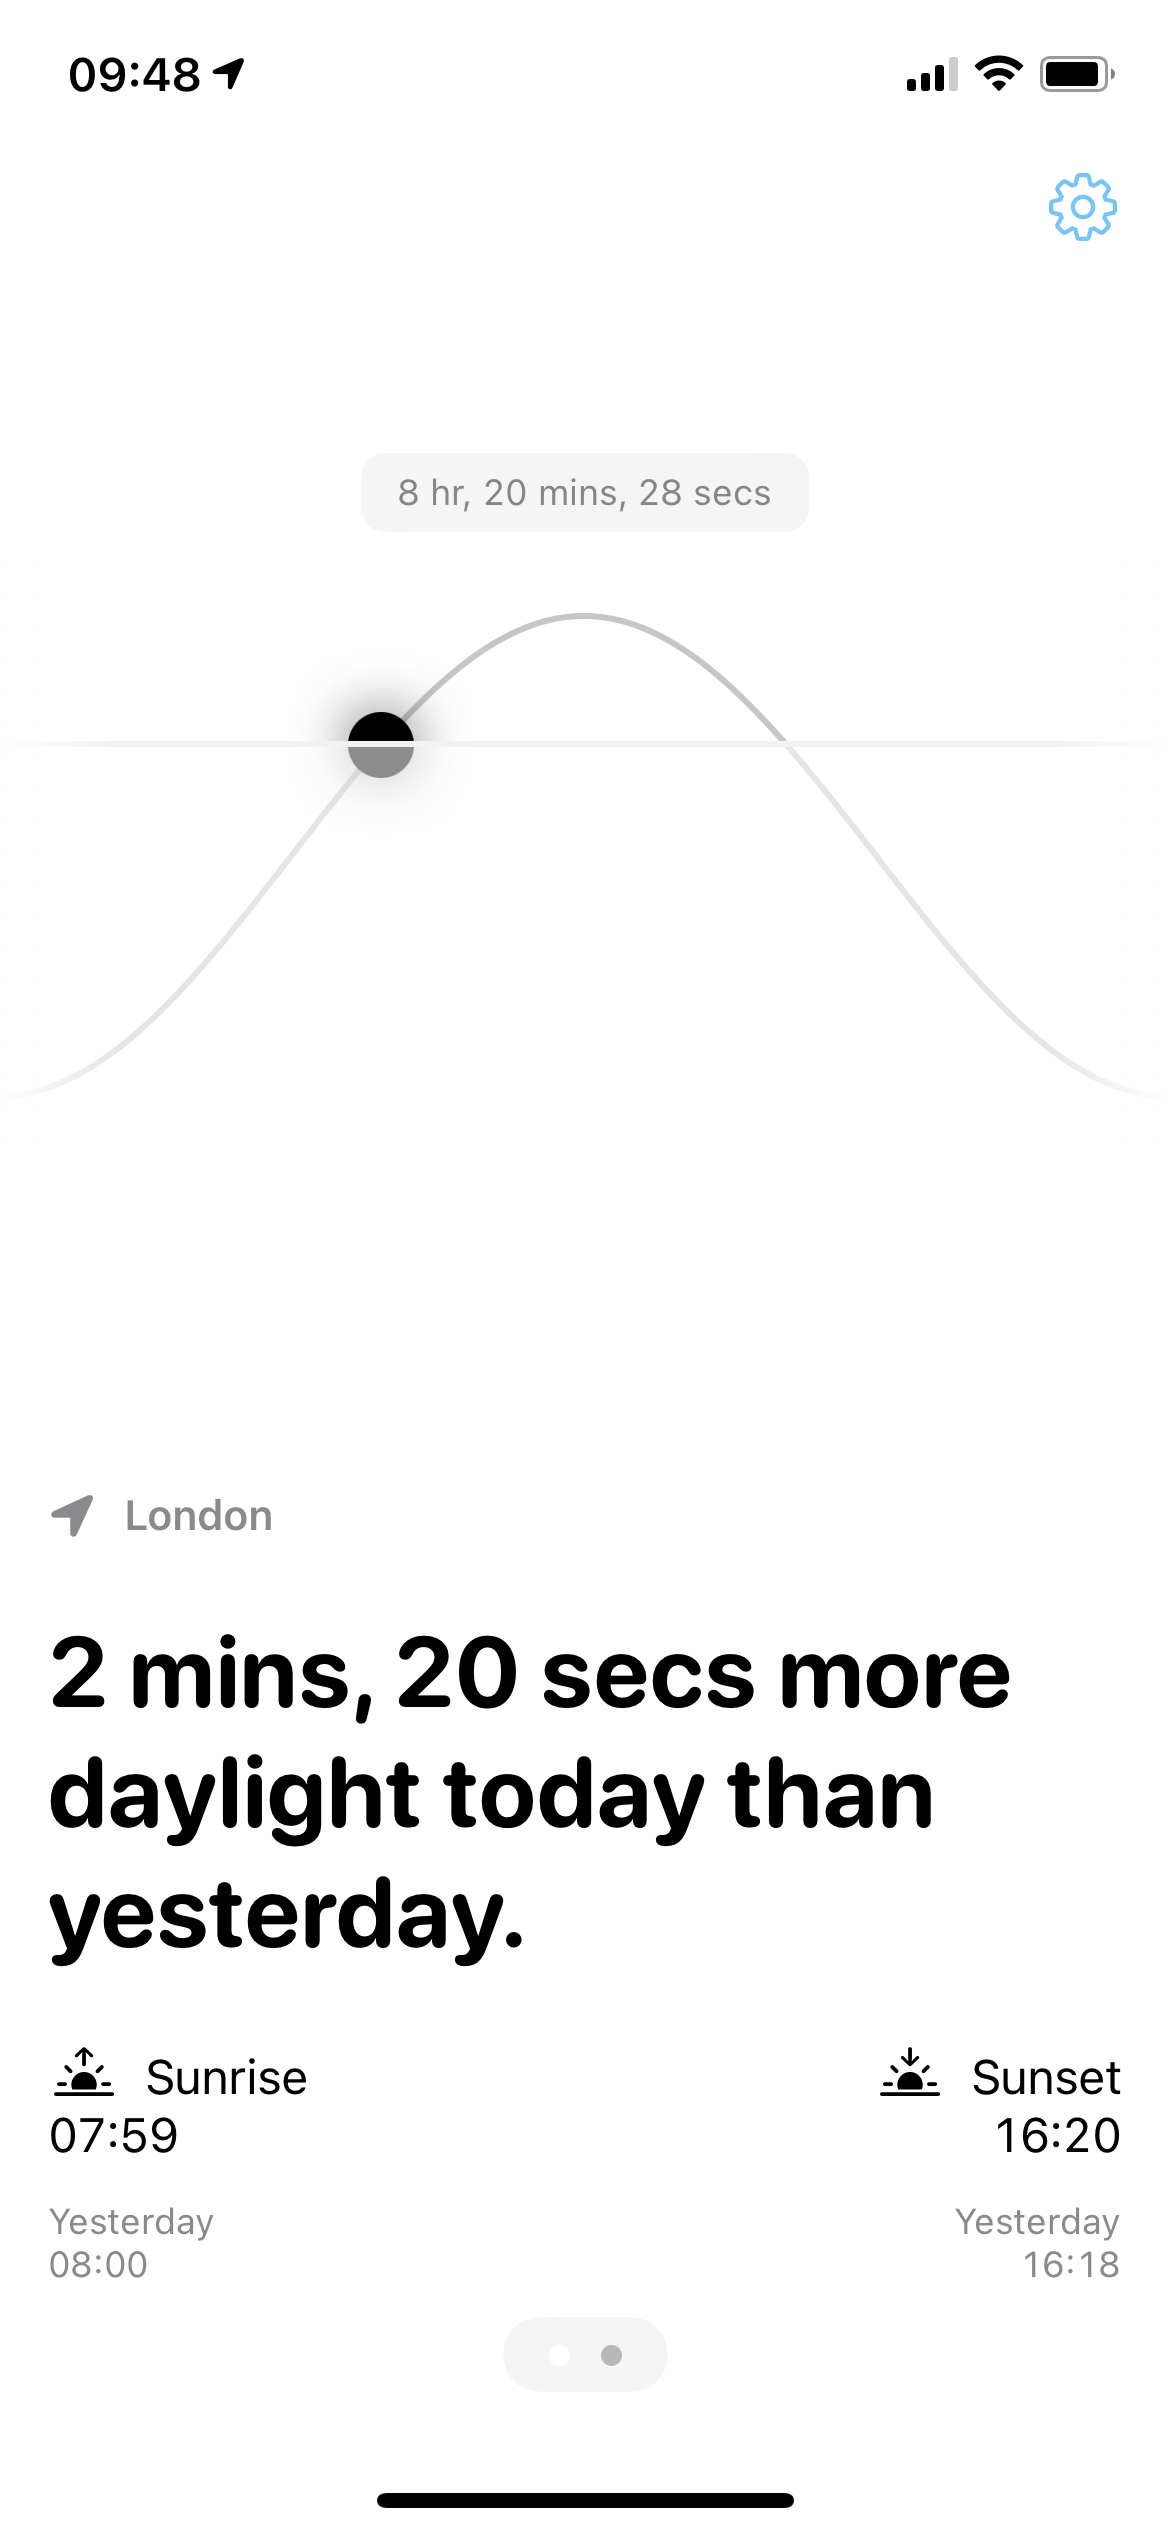 09:48
8 hr, 20 mins, 28 secs
London
2 mins, 20 secs more
daylight today than
yesterday.
Sunrise
07:59
Yesterday
08:00
Sunset
16:20
Yesterday
16:18